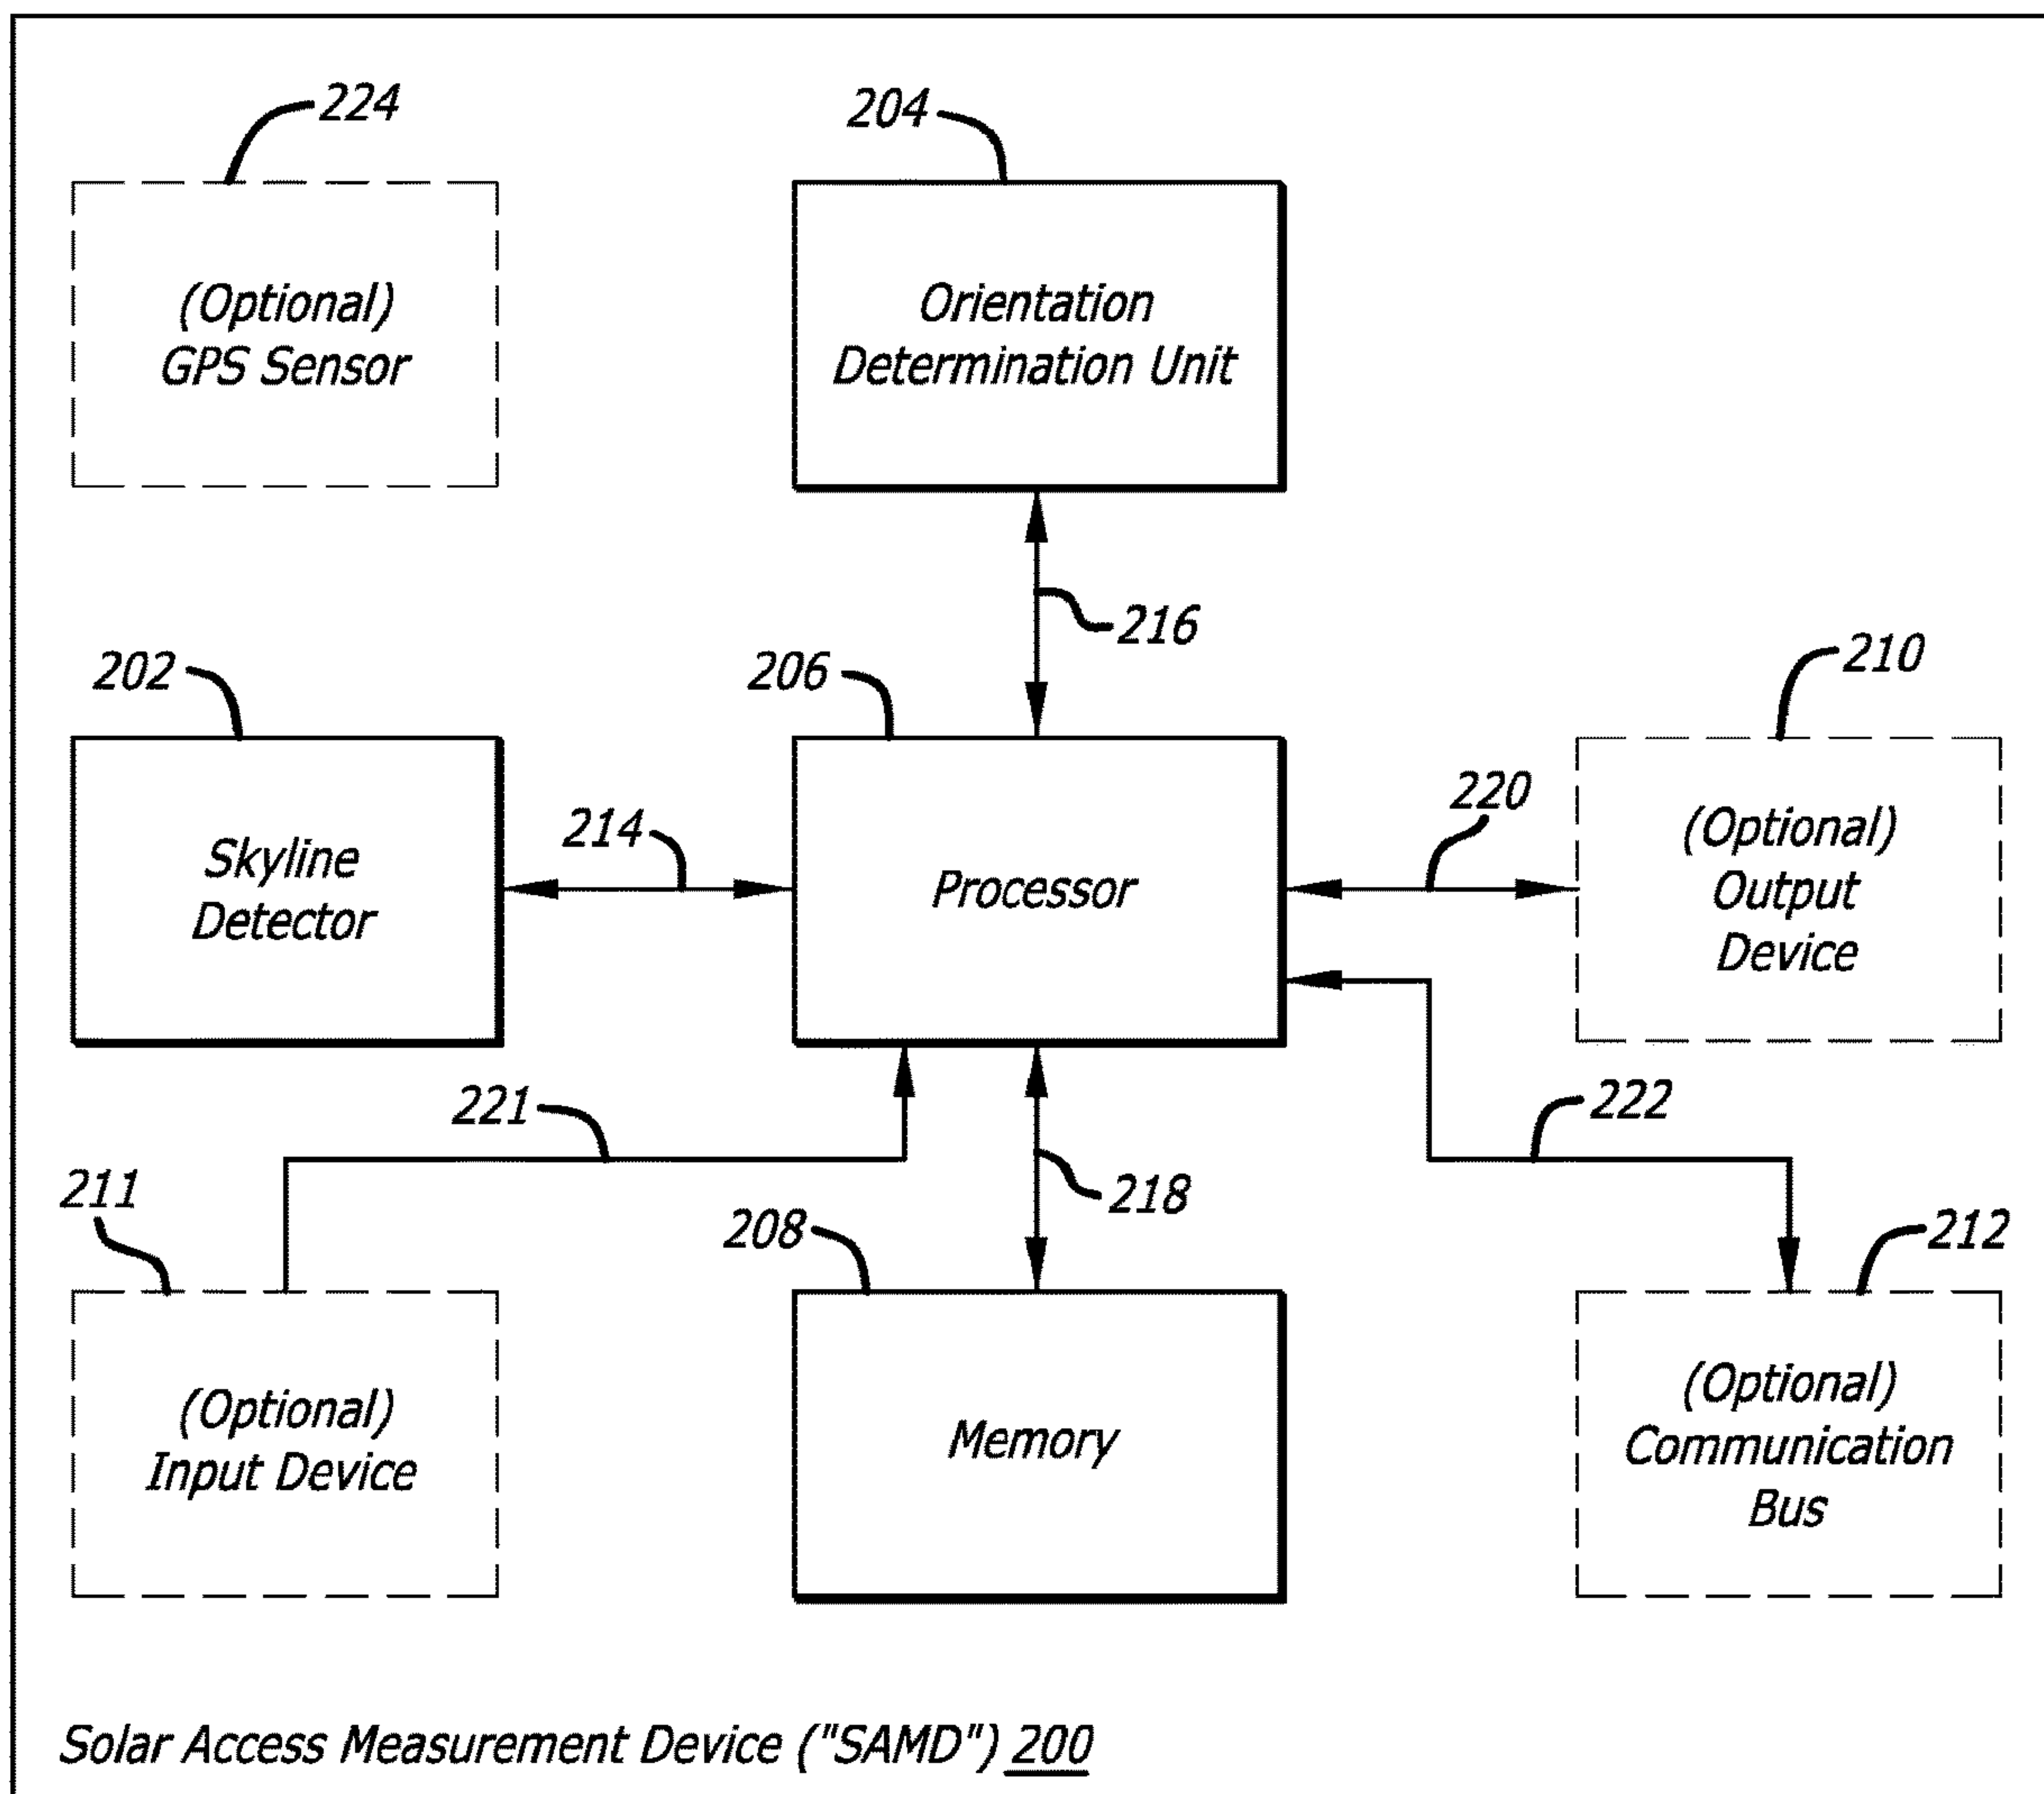 224
204
(Optional)
GPS Sensor
Orientation
Determination Unit
216
202
206
210
Skyline
Detector
214
Processor
220
(Optional)
Output
Device
221
218
222
211
208
212
(Optional)
Input Device
Memory
(Optional)
Communication
Bus
Solar Access Measurement Device ("SAMD") 200